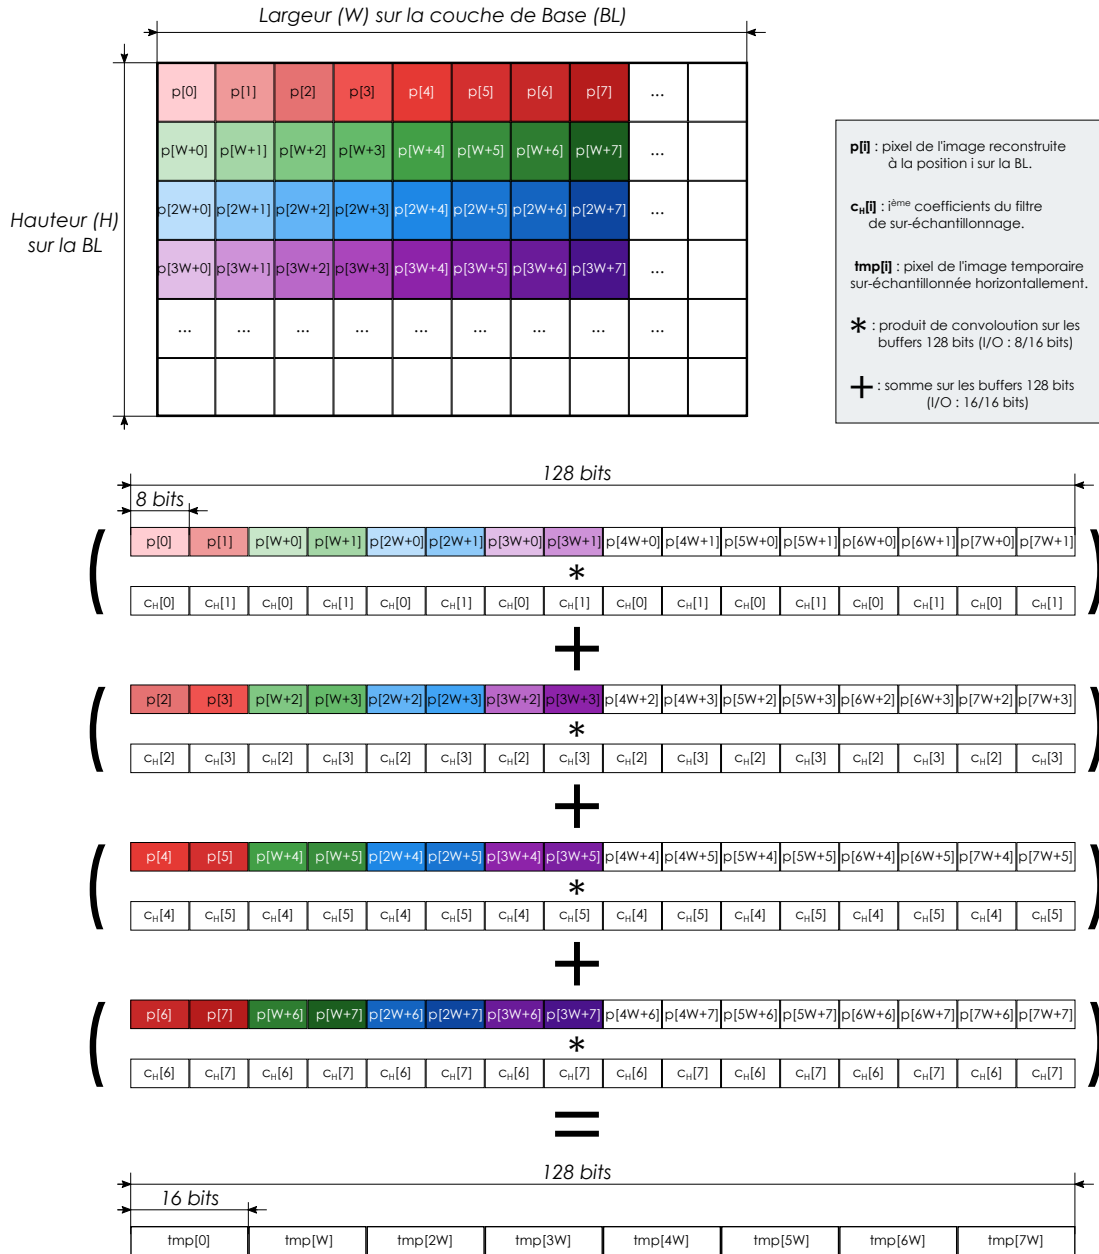 Largeur (W) sur la couche de Base (BL)
Hauteur (H)
sur la BL
p[0] p[1] p[2] p[3] p[4] p[5] p[6] p[7] ...
p[W+0] p[W+1] p[W+2] p[W+3] p[W+4] p[W+5] p[W+6] p[W+7] ...
p[2W+0] p[2W+1] p[2W+2] p[2W+3] p[2W+4] p[2W+5] p[2W+6] p[2W+7] ...
p[3W+0] p[3W+1] p[3W+2] p[3W+3] p[3W+4] p[3W+5] p[3W+6] p[3W+7] ...
... ... ... ... ... ... ... ... ...
p[i] : pixel de l'image reconstruite
à la position i sur la BL.
cH[i] : ième coefficients du filtre
de sur-échantillonnage.
tmp[i] : pixel de l'image temporaire
sur-échantillonnée horizontalement.
* : produit de convoloution sur les
buffers 128 bits (I/O : 8/16 bits)
+ : somme sur les buffers 128 bits
(I/O : 16/16 bits)
128 bits
8 bits
( p[0] p[1] p[W+0] p[W+1] p[2W+0] p[2W+1] p[3W+0] p[3W+1] p[4W+0] p[4W+1] p[5W+0] p[5W+1] p[6W+0] p[6W+1] p[7W+0] p[7W+1] )
*
cH[0] cH[1] cH[0] cH[1] cH[0] cH[1] cH[0] cH[1] cH[0] cH[1] cH[0] cH[1] cH[0] cH[1] cH[0] cH[1]
+
( p[2] p[3] p[W+2] p[W+3] p[2W+2] p[2W+3] p[3W+2] p[3W+3] p[4W+2] p[4W+3] p[5W+2] p[5W+3] p[6W+2] p[6W+3] p[7W+2] p[7W+3] )
*
cH[2] cH[3] cH[2] cH[3] cH[2] cH[3] cH[2] cH[3] cH[2] cH[3] cH[2] cH[3] cH[2] cH[3] cH[2] cH[3]
+
( p[4] p[5] p[W+4] p[W+5] p[2W+4] p[2W+5] p[3W+4] p[3W+5] p[4W+4] p[4W+5] p[5W+4] p[5W+5] p[6W+4] p[6W+5] p[7W+4] p[7W+5] )
*
cH[4] cH[5] cH[4] cH[5] cH[4] cH[5] cH[4] cH[5] cH[4] cH[5] cH[4] cH[5] cH[4] cH[5] cH[4] cH[5]
+
( p[6] p[7] p[W+6] p[W+7] p[2W+6] p[2W+7] p[3W+6] p[3W+7] p[4W+6] p[4W+7] p[5W+6] p[5W+7] p[6W+6] p[6W+7] p[7W+6] p[7W+7] )
*
cH[6] cH[7] cH[6] cH[7] cH[6] cH[7] cH[6] cH[7] cH[6] cH[7] cH[6] cH[7] cH[6] cH[7] cH[6] cH[7]
=
128 bits
16 bits
tmp[0] tmp[W] tmp[2W] tmp[3W] tmp[4W] tmp[5W] tmp[6W] tmp[7W]